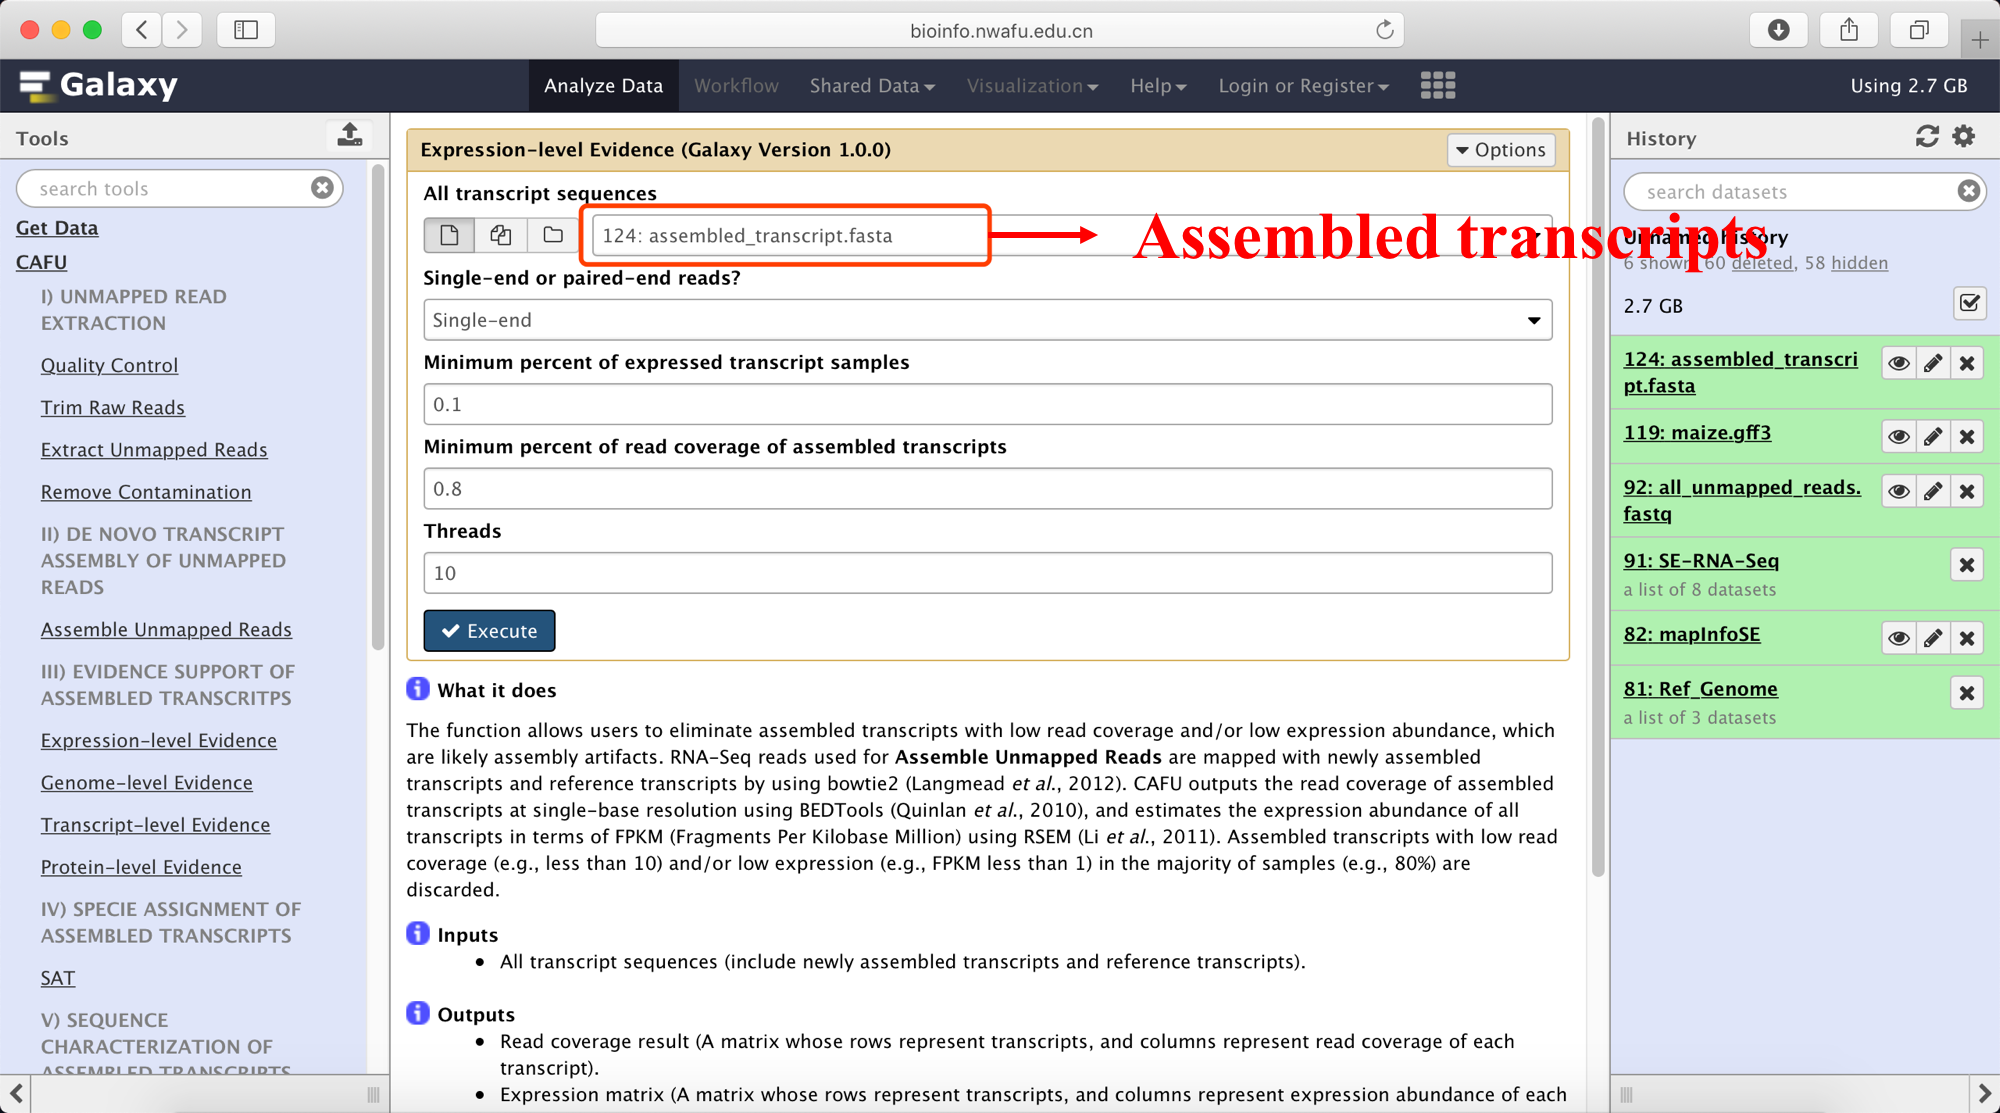 bioinfo.nwafu.edu.cn
Galaxy
Analyze Data
Workflow
Shared Data
Visualization
Help
Login or Register
Using 2.7 GB
Tools
search tools
Get Data
CAFU
I) UNMAPPED READ
EXTRACTION
Quality Control
Trim Raw Reads
Extract Unmapped Reads
Remove Contamination
II) DE NOVO TRANSCRIPT
ASSEMBLY OF UNMAPPED
READS
Assemble Unmapped Reads
III) EVIDENCE SUPPORT OF
ASSEMBLED TRANSCRITPS
Expression-level Evidence
Genome-level Evidence
Transcript-level Evidence
Protein-level Evidence
IV) SPECIE ASSIGNMENT OF
ASSEMBLED TRANSCRIPTS
SAT
V) SEQUENCE
CHARACTERIZATION OF
ASSEMBLED TRANSCRIPTS
Expression-level Evidence (Galaxy Version 1.0.0)
Options
All transcript sequences
124: assembled_transcript.fasta
Assembled transcripts
Single-end or paired-end reads?
Single-end
Minimum percent of expressed transcript samples
0.1
Minimum percent of read coverage of assembled transcripts
0.8
Threads
10
Execute
What it does
The function allows users to eliminate assembled transcripts with low read coverage and/or low expression abundance, which
are likely assembly artifacts. RNA-Seq reads used for Assemble Unmapped Reads are mapped with newly assembled
transcripts and reference transcripts by using bowtie2 (Langmead et al., 2012). CAFU outputs the read coverage of assembled
transcripts at single-base resolution using BEDTools (Quinlan et al., 2010), and estimates the expression abundance of all
transcripts in terms of FPKM (Fragments Per Kilobase Million) using RSEM (Li et al., 2011). Assembled transcripts with low read
coverage (e.g., less than 10) and/or low expression (e.g., FPKM less than 1) in the majority of samples (e.g., 80%) are
discarded.
Inputs
• All transcript sequences (include newly assembled transcripts and reference transcripts).
Outputs
• Read coverage result (A matrix whose rows represent transcripts, and columns represent read coverage of each
transcript).
• Expression matrix (A matrix whose rows represent transcripts, and columns represent expression abundance of each
History
search datasets
Unnamed history
6 shown, 60 deleted, 58 hidden
2.7 GB
124: assembled_transcri
pt.fasta
119: maize.gff3
92: all_unmapped_reads.
fastq
91: SE-RNA-Seq
a list of 8 datasets
82: mapInfoSE
81: Ref_Genome
a list of 3 datasets